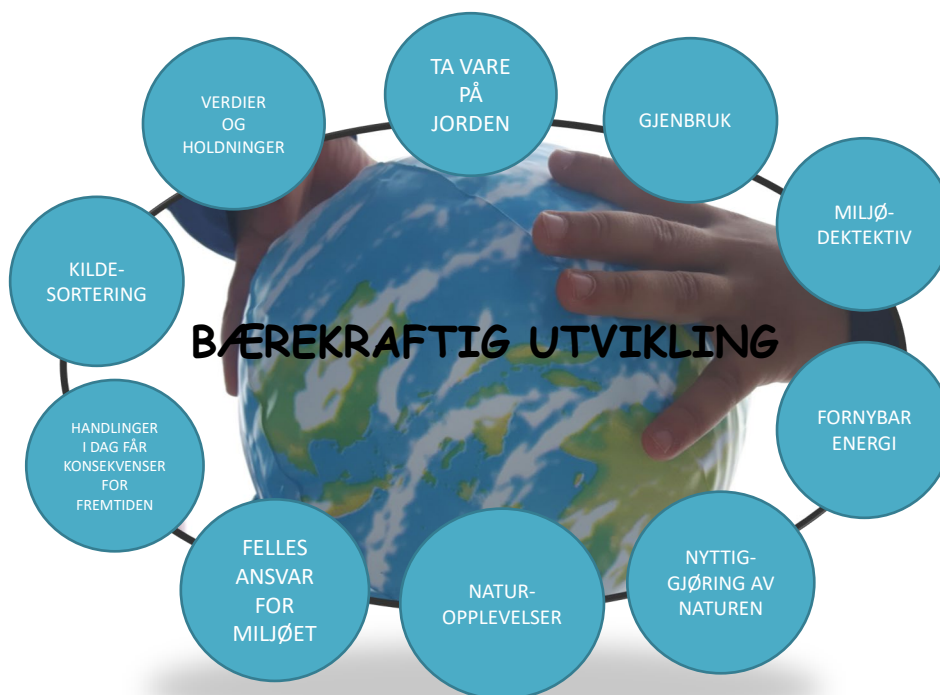 TA VARE
PÅ
JORDEN
GJENBRUK
MILJØ-
DEKTEKTIV
FORNYBAR
ENERGI
NYTTIG-
GJØRING AV
NATUREN
NATUR-
OPPLEVELSER
FELLES
ANSVAR
FOR
MILJØET
HANDLINGER
I DAG FÅR
KONSEKVENSER
FOR
FREMTIDEN
KILDE-
SORTERING
VERDIER
OG
HOLDNINGER
BÆREKRAFTIG UTVIKLING